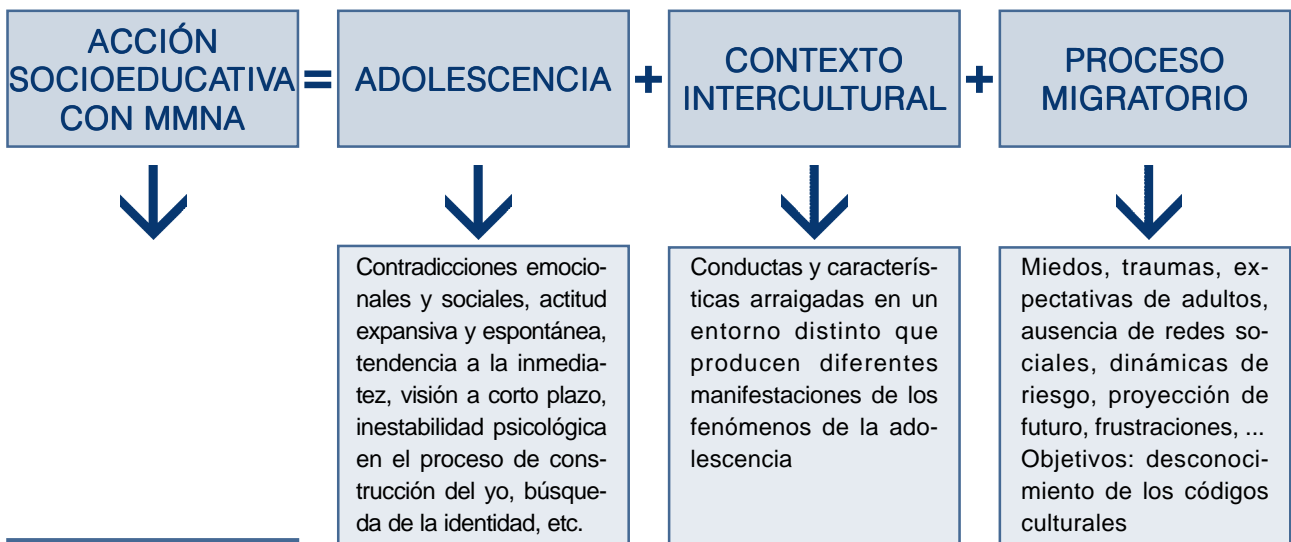 ACCIÓN
SOCIOEDUCATIVA
CON MMNA
=
ADOLESCENCIA
+
CONTEXTO
INTERCULTURAL
+
PROCESO
MIGRATORIO
Contradicciones emocio-
nales y sociales, actitud
expansiva y espontánea,
tendencia a la inmedia-
tez, visión a corto plazo,
inestabilidad psicológica
en el proceso de cons-
trucción del yo, búsque-
da de la identidad, etc.
Conductas y caracterís-
ticas arraigadas en un
entorno distinto que
producen diferentes
manifestaciones de los
fenómenos de la ado-
lescencia
Miedos, traumas, ex-
pectativas de adultos,
ausencia de redes so-
ciales, dinámicas de
riesgo, proyección de
futuro, frustraciones, ...
Objetivos: desconoci-
miento de los códigos
culturales